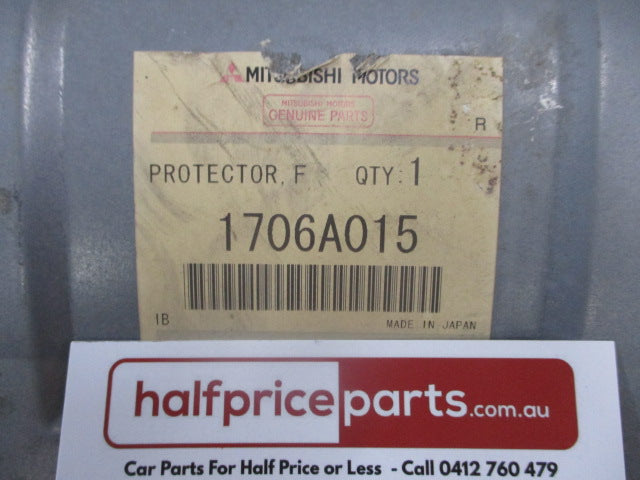 MITSUBISHI MOTORS
MITSUBISHI MOTORS
GENUINE PARTS
R
PROTECTOR, F QTY: 1
1706A015
IB MADE IN JAPAN
halfpriceparts.com.au
Car Parts For Half Price or Less - Call 0412 760 479